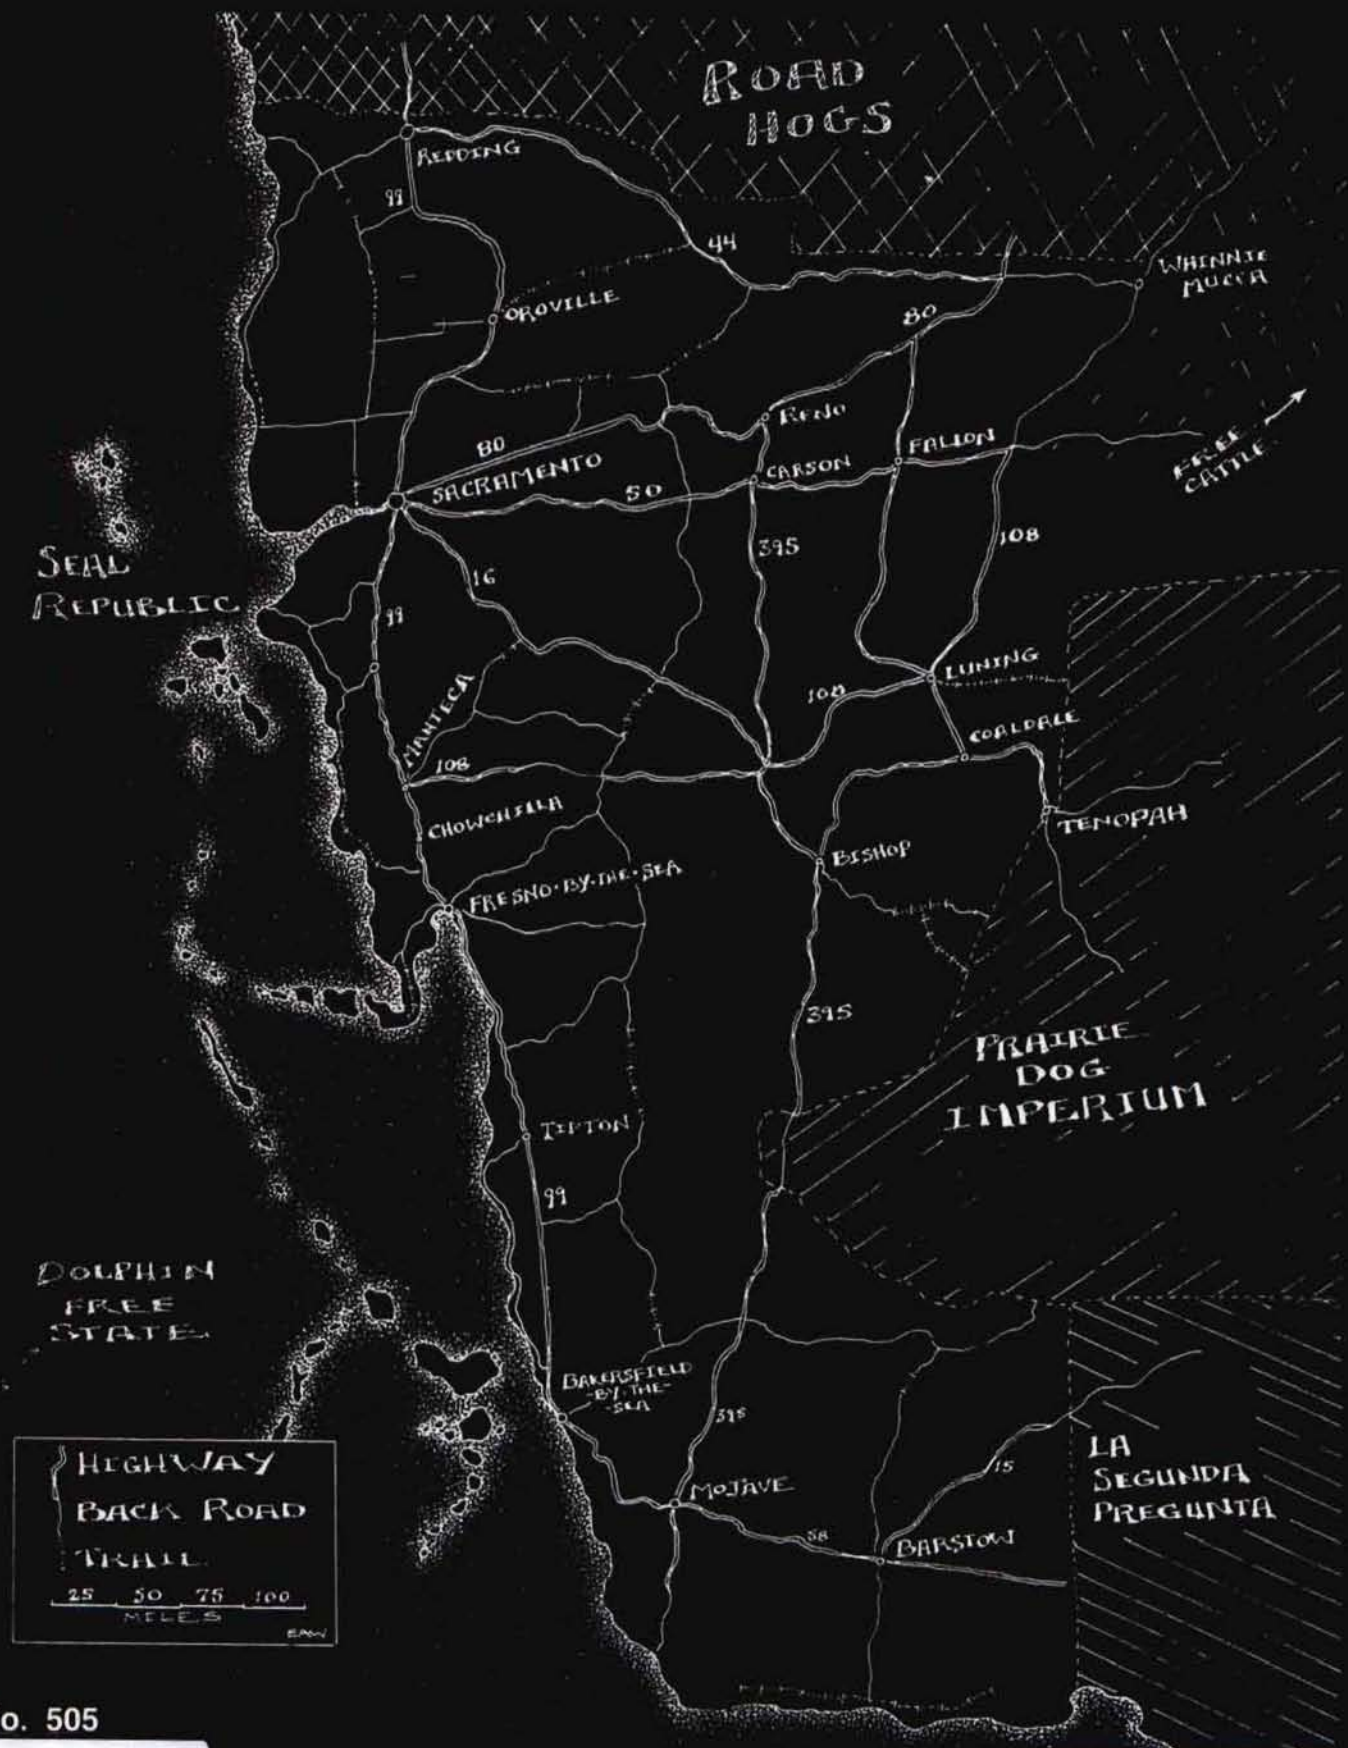 ROAD
HOGS
REDDING
99
44
WHINNIE
MUCCA
OROVILLE
80
RENO
80
FALLON
FREE
CATTLE
CARSON
SACRAMENTO
50
SEAL
REPUBLIC
395
108
16
99
LUNING
MANTECA
108
COALDALE
108
CHOWCHILLA
TENOPAH
BISHOP
FRESNO-BY-THE-SEA
395
PRAIRIE
DOG
IMPERIUM
TIPTON
99
DOLPHIN
FREE
STATE
BAKERSFIELD
-BY-THE-
SEA
395
HIGHWAY
BACK ROAD
TRAIL
25 50 75 100
MILES
MOJAVE
15
58
BARSTOW
LA
SEGUNDA
PREGUNTA
o. 505